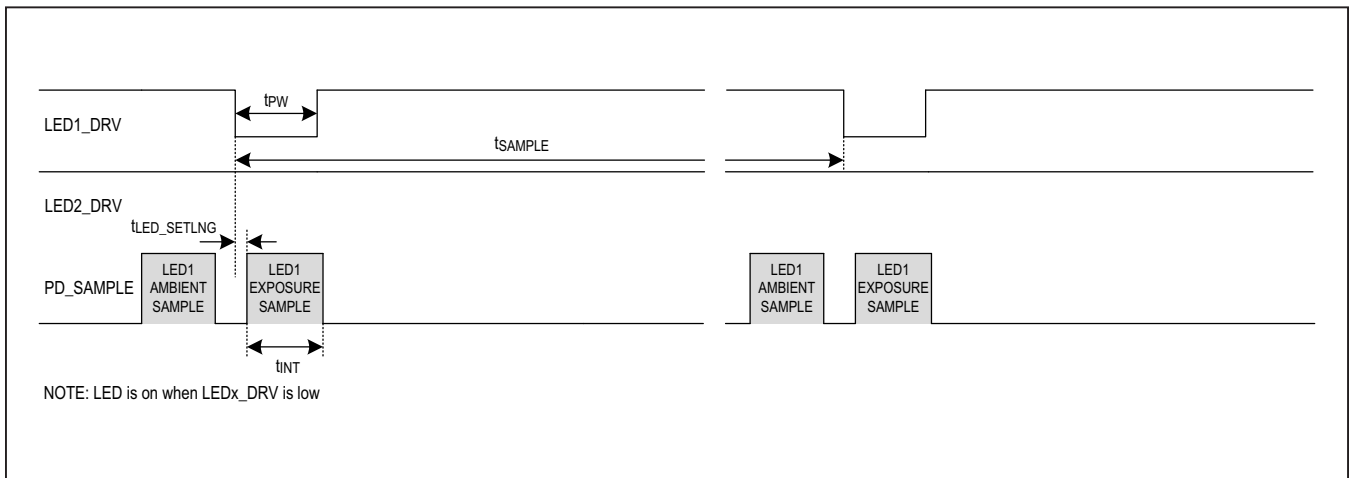 tPW
LED1_DRV
tSAMPLE
LED2_DRV
tLED_SETLNG
PD_SAMPLE
LED1
AMBIENT
SAMPLE
LED1
EXPOSURE
SAMPLE
LED1
AMBIENT
SAMPLE
LED1
EXPOSURE
SAMPLE
tINT
NOTE: LED is on when LEDx_DRV is low